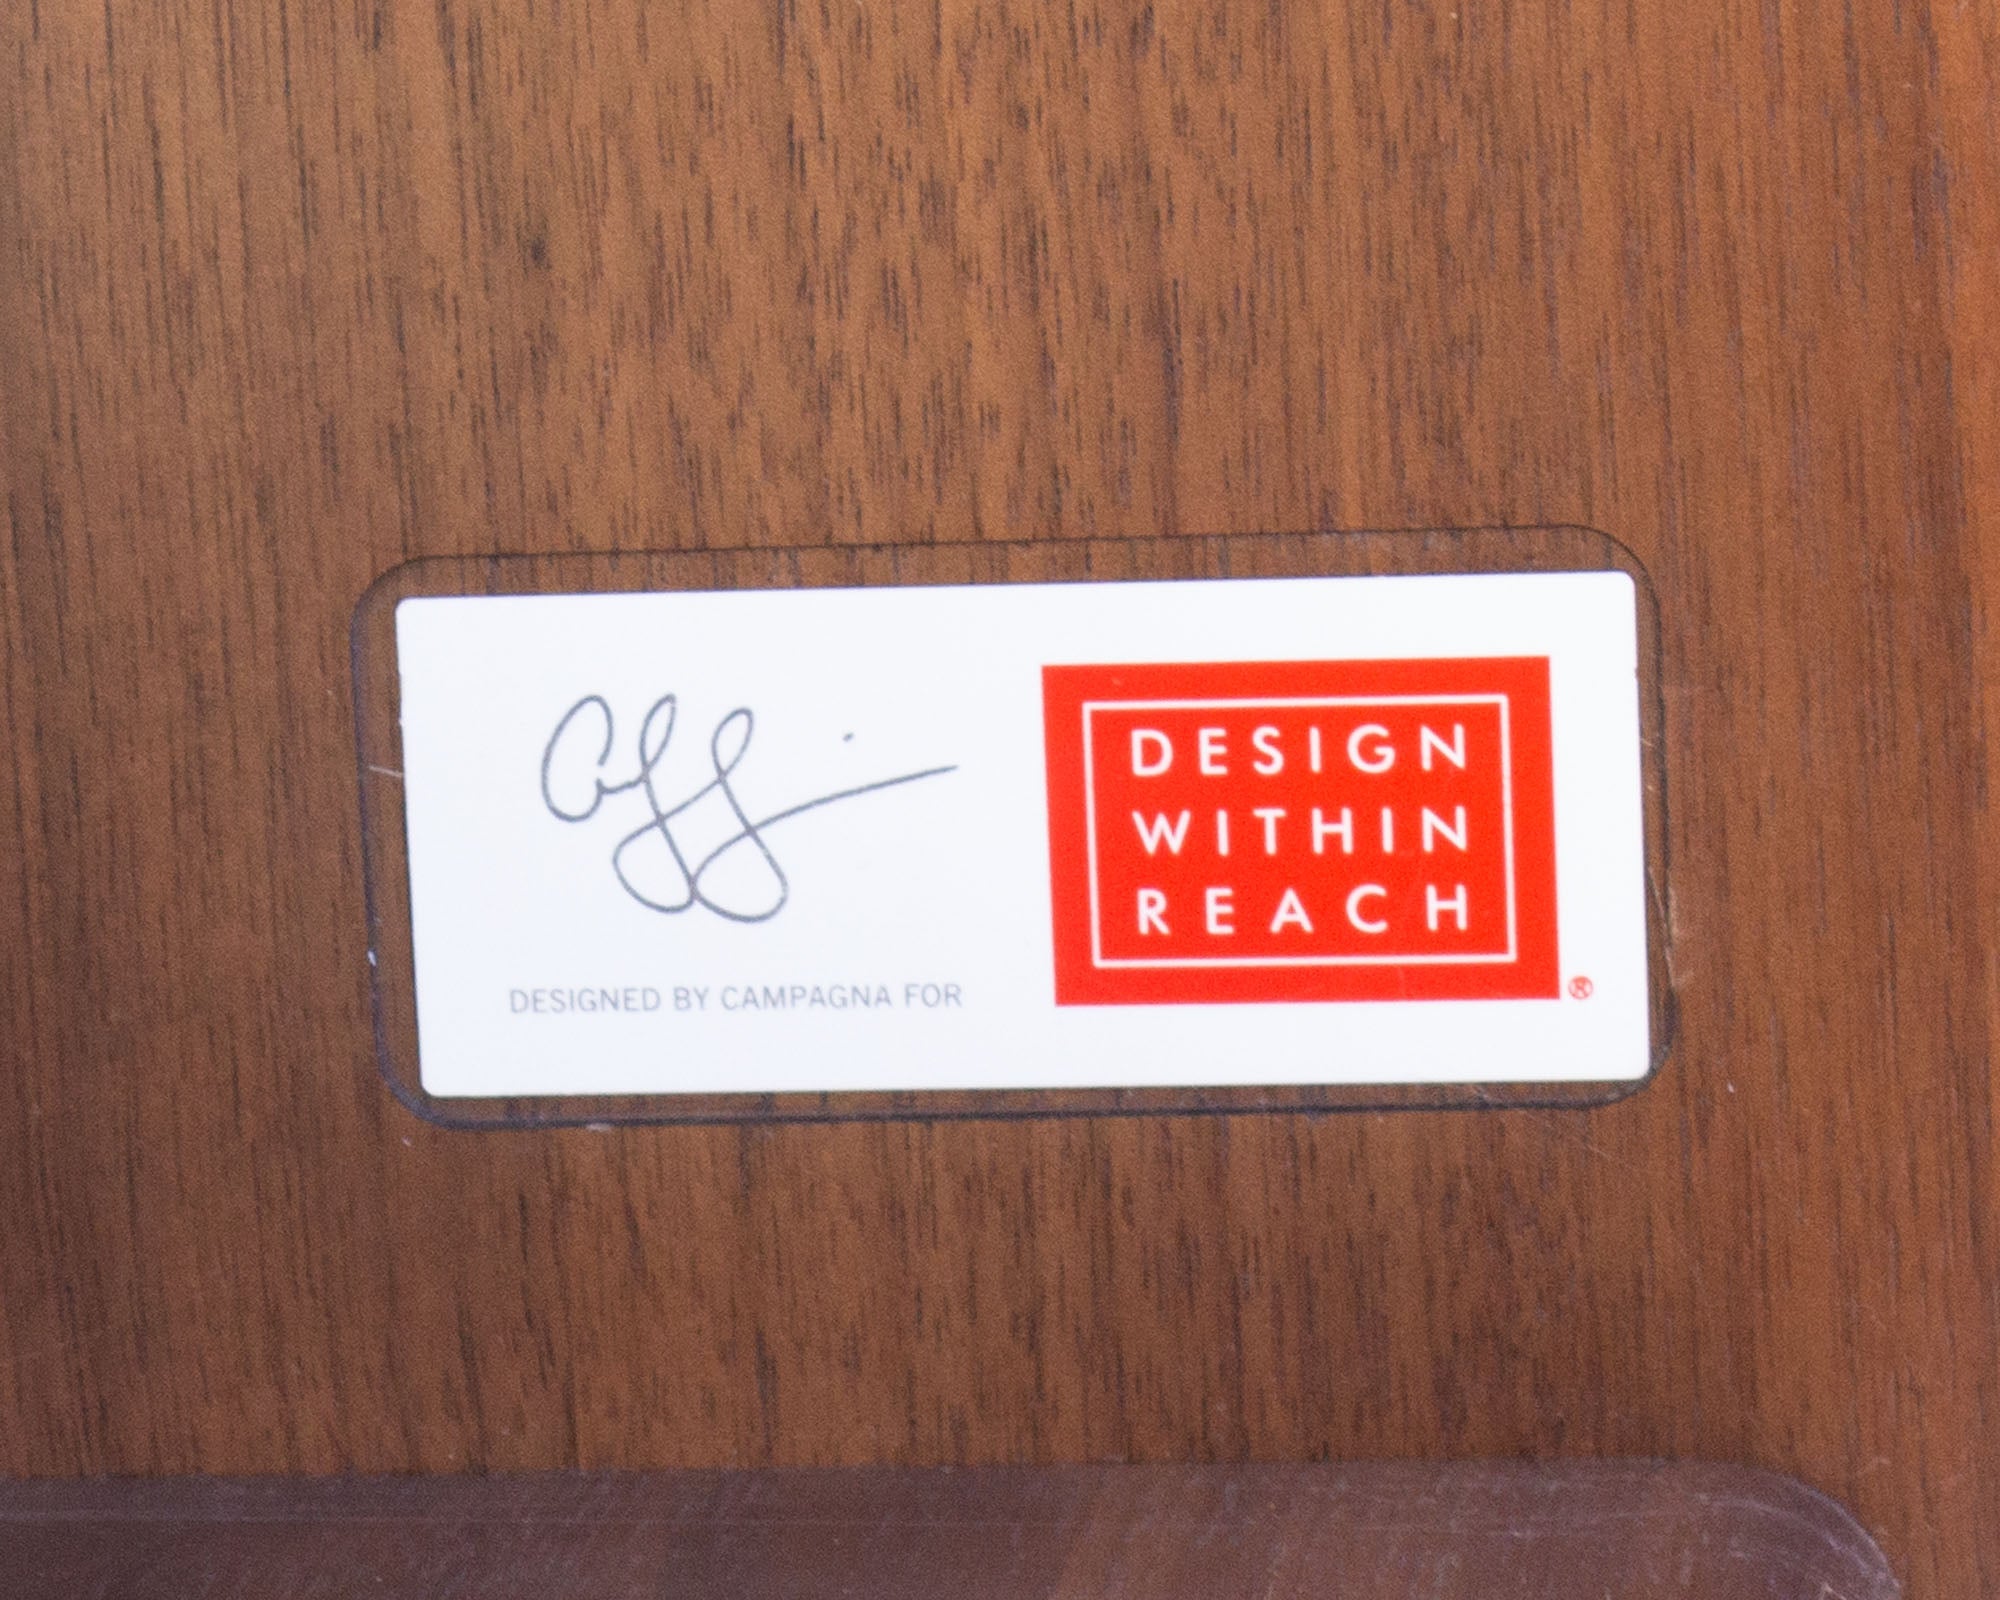 DESIGNED BY CAMPAGNA FOR
DESIGN
WITHIN
REACH
®